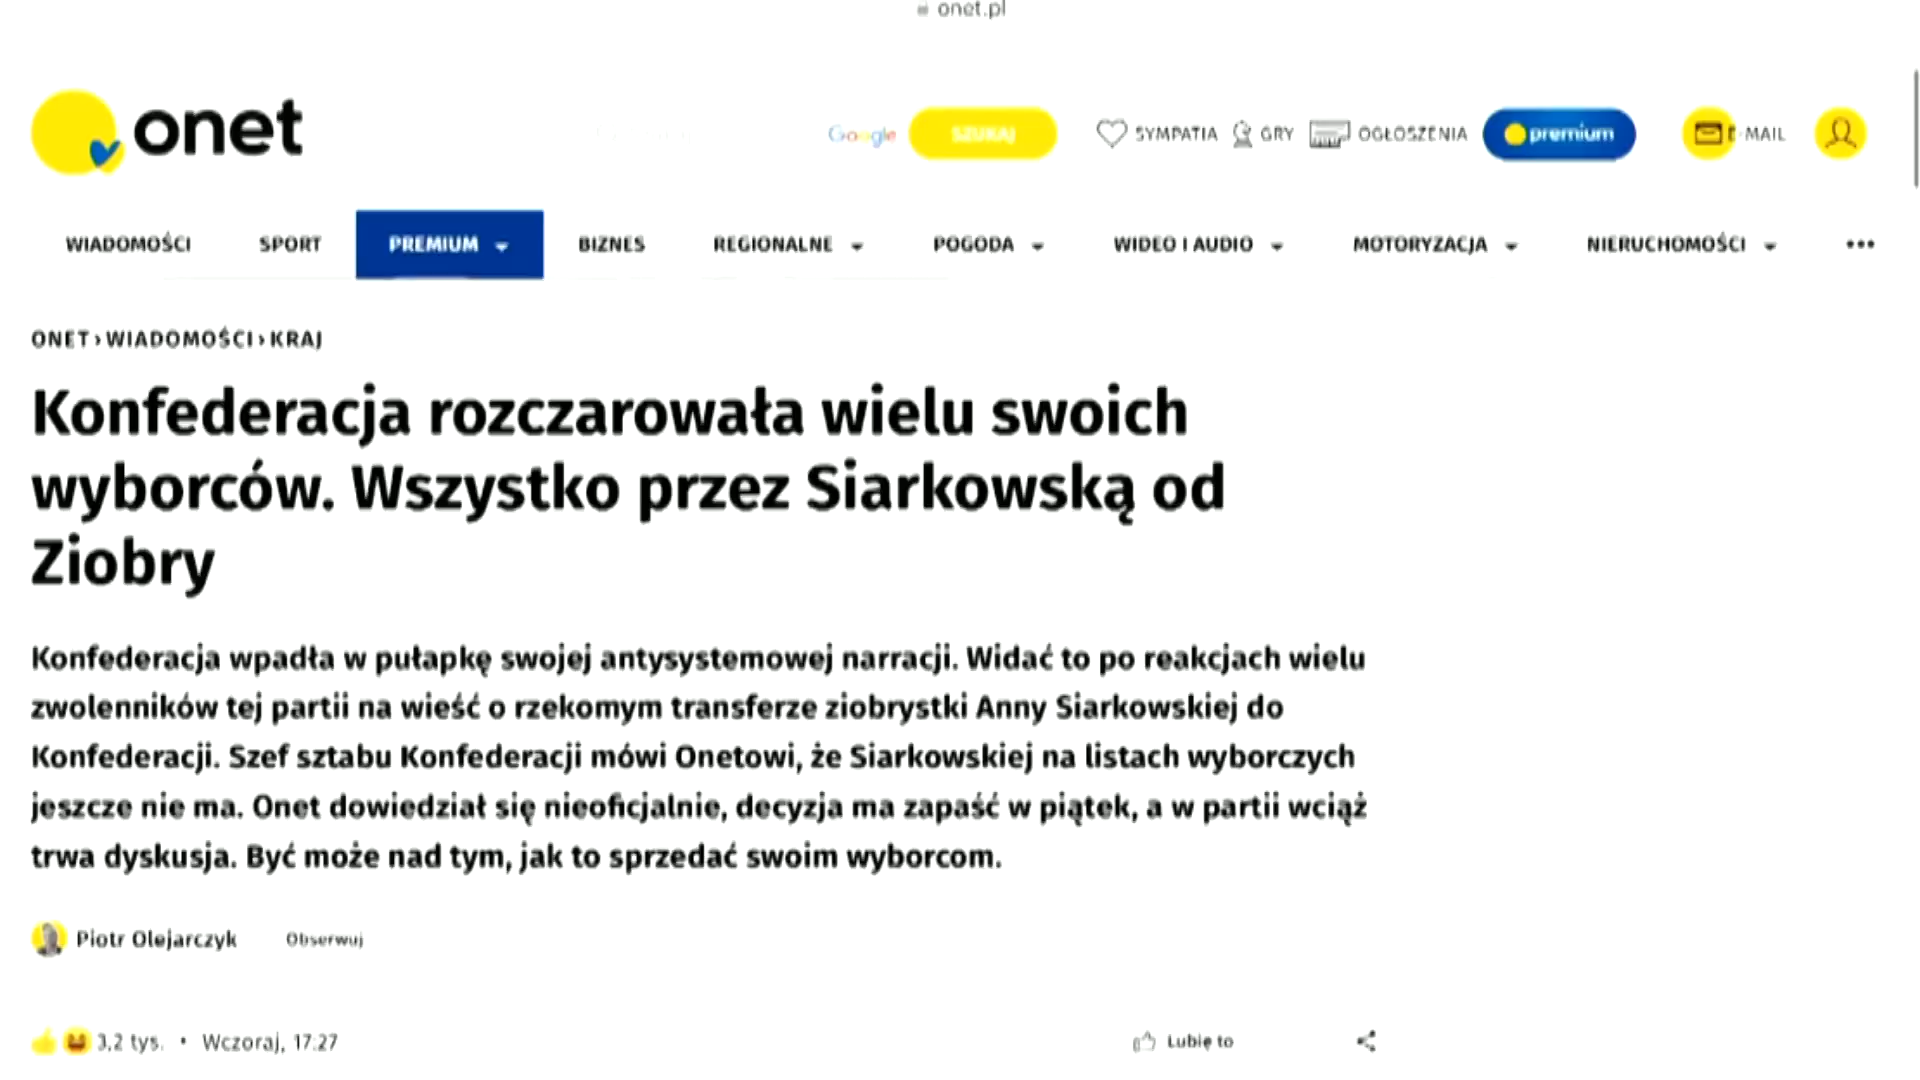 onet.pl
onet
Google SZUKAJ SYMPATIA GRY OGŁOSZENIA premium E-MAIL
WIADOMOŚCI SPORT PREMIUM BIZNES REGIONALNE POGODA WIDEO I AUDIO MOTORYZACJA NIERUCHOMOŚCI •••
ONET › WIADOMOŚCI › KRAJ
Konfederacja rozczarowała wielu swoich
wyborców. Wszystko przez Siarkowską od
Ziobry
Konfederacja wpadła w pułapkę swojej antysystemowej narracji. Widać to po reakcjach wielu
zwolenników tej partii na wieść o rzekomym transferze ziobrystki Anny Siarkowskiej do
Konfederacji. Szef sztabu Konfederacji mówi Onetowi, że Siarkowskiej na listach wyborczych
jeszcze nie ma. Onet dowiedział się nieoficjalnie, decyzja ma zapaść w piątek, a w partii wciąż
trwa dyskusja. Być może nad tym, jak to sprzedać swoim wyborcom.
Piotr Olejarczyk Obserwuj
3,2 tys. • Wczoraj, 17:27 Lubię to